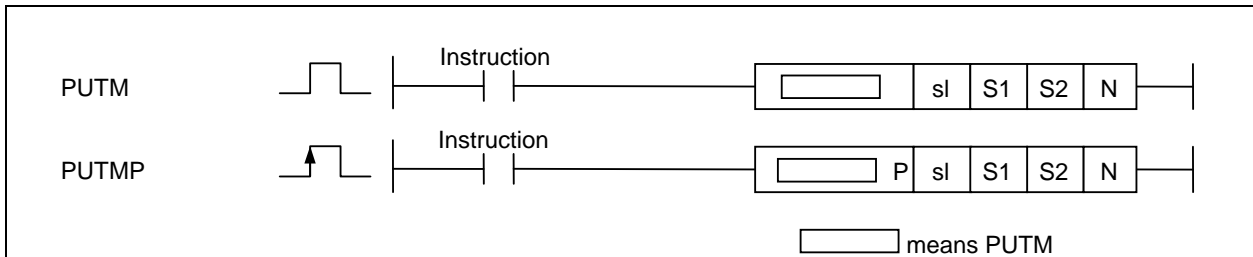 Instruction
PUTM sl S1 S2 N
Instruction
PUTMP P sl S1 S2 N
means PUTM